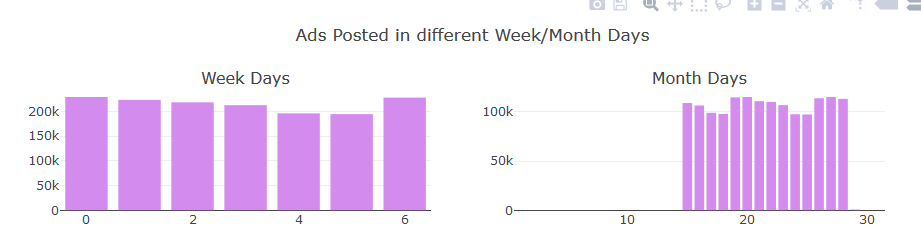 Ads Posted in different Week/Month Days
Week Days
Month Days
200k
150k
100k
50k
0
0
2
4
6
100k
50k
0
10
20
30